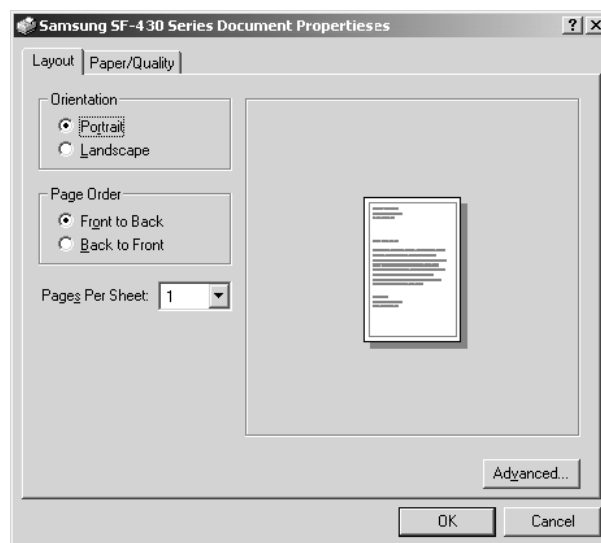 Samsung SF-430 Series Document Propertieses
Layout
Paper/Quality
Orientation
Portrait
Landscape
Page Order
Front to Back
Back to Front
Pages Per Sheet: 1
Advanced...
OK
Cancel